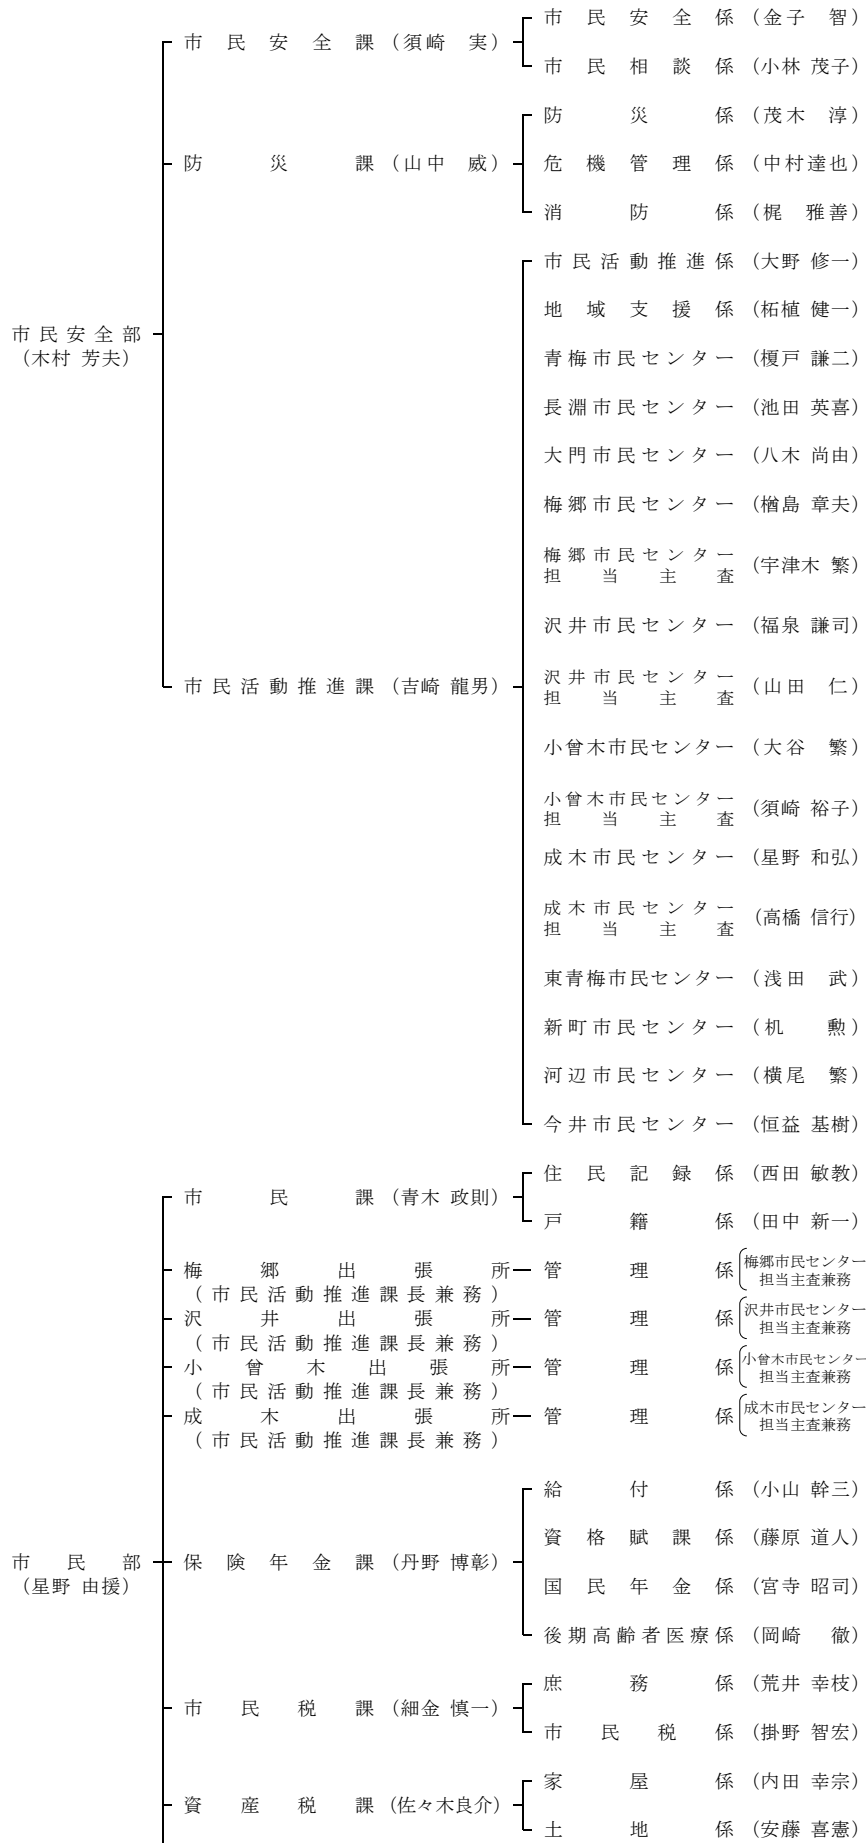 市民安全係(金子 智)
市民安全課(須崎 実)
市民相談係(小林 茂子)
防災係(茂木 淳)
防災課(山中 威)
危機管理係(中村達也)
消防係(梶 雅善)
市民活動推進係(大野 修一)
地域支援係(柘植 健一)
市民安全部
(木村 芳夫)
青梅市民センター(榎戸 謙二)
長淵市民センター(池田 英喜)
大門市民センター(八木 尚由)
梅郷市民センター(楢島 章夫)
梅郷市民センター
担当主査
(宇津木 繁)
沢井市民センター(福泉 謙司)
市民活動推進課(吉崎 龍男)
沢井市民センター
担当主査
(山田 仁)
小曾木市民センター(大谷 繁)
小曾木市民センター
担当主査
(須崎 裕子)
成木市民センター(星野 和弘)
成木市民センター
担当主査
(高橋 信行)
東青梅市民センター(浅田 武)
新町市民センター(机 勲)
河辺市民センター(横尾 繁)
今井市民センター(恒益 基樹)
住民記録係(西田 敏教)
市民課(青木 政則)
戸籍係(田中 新一)
梅郷出張所
(市民活動推進課長兼務)
管理係
梅郷市民センター
担当主査兼務
沢井出張所
(市民活動推進課長兼務)
管理係
沢井市民センター
担当主査兼務
小曾木出張所
(市民活動推進課長兼務)
管理係
小曾木市民センター
担当主査兼務
成木出張所
(市民活動推進課長兼務)
管理係
成木市民センター
担当主査兼務
給付係(小山 幹三)
資格賦課係(藤原 道人)
市民部
(星野 由援)
保険年金課(丹野 博彰)
国民年金係(宮寺 昭司)
後期高齢者医療係(岡崎 徹)
庶務係(荒井 幸枝)
市民税課(細金 慎一)
市民税係(掛野 智宏)
家屋係(内田 幸宗)
資産税課(佐々木良介)
土地係(安藤 喜憲)